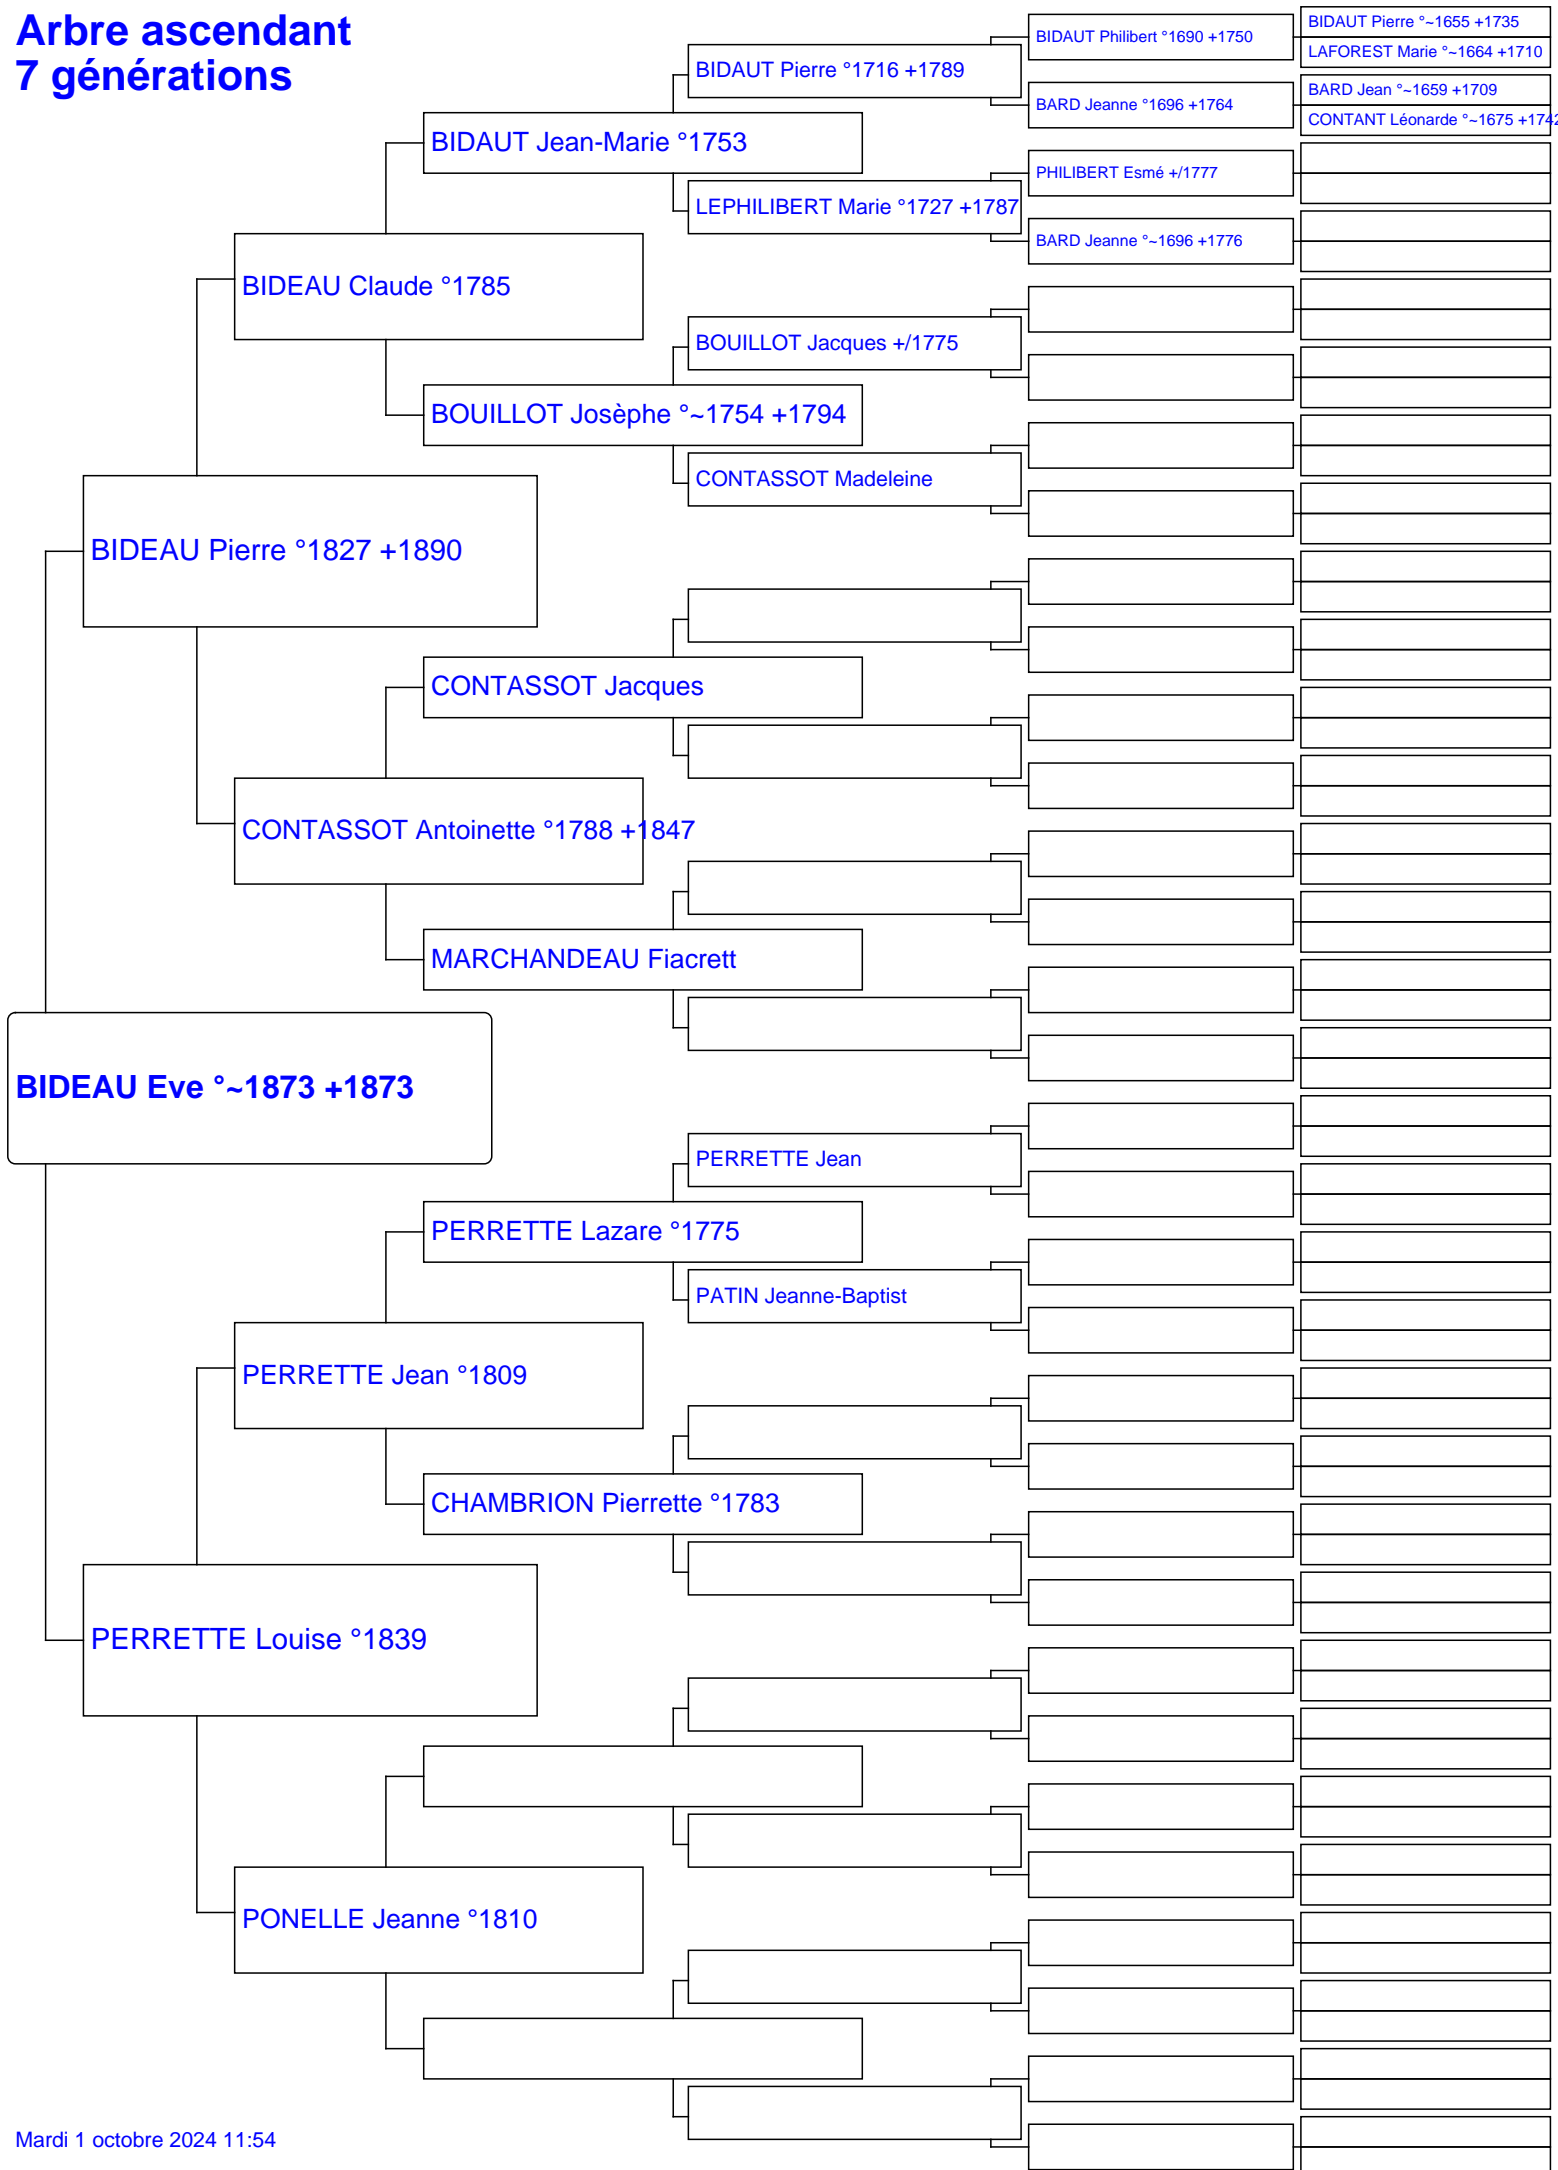 Arbre ascendant
7 générations
BIDAUT Philibert °1690 +1750
BIDAUT Pierre °~1655 +1735
LAFOREST Marie °~1664 +1710
BIDAUT Pierre °1716 +1789
BARD Jeanne °1696 +1764
BARD Jean °~1659 +1709
CONTANT Léonarde °~1675 +1742
BIDAUT Jean-Marie °1753
PHILIBERT Esmé +/1777
LEPHILIBERT Marie °1727 +1787
BARD Jeanne °~1696 +1776
BIDEAU Claude °1785
BOUILLOT Jacques +/1775
BOUILLOT Josèphe °~1754 +1794
CONTASSOT Madeleine
BIDEAU Pierre °1827 +1890
CONTASSOT Jacques
CONTASSOT Antoinette °1788 +1847
MARCHANDEAU Fiacrett
BIDEAU Eve °~1873 +1873
PERRETTE Jean
PERRETTE Lazare °1775
PATIN Jeanne-Baptist
PERRETTE Jean °1809
CHAMBRION Pierrette °1783
PERRETTE Louise °1839
PONELLE Jeanne °1810
Mardi 1 octobre 2024 11:54